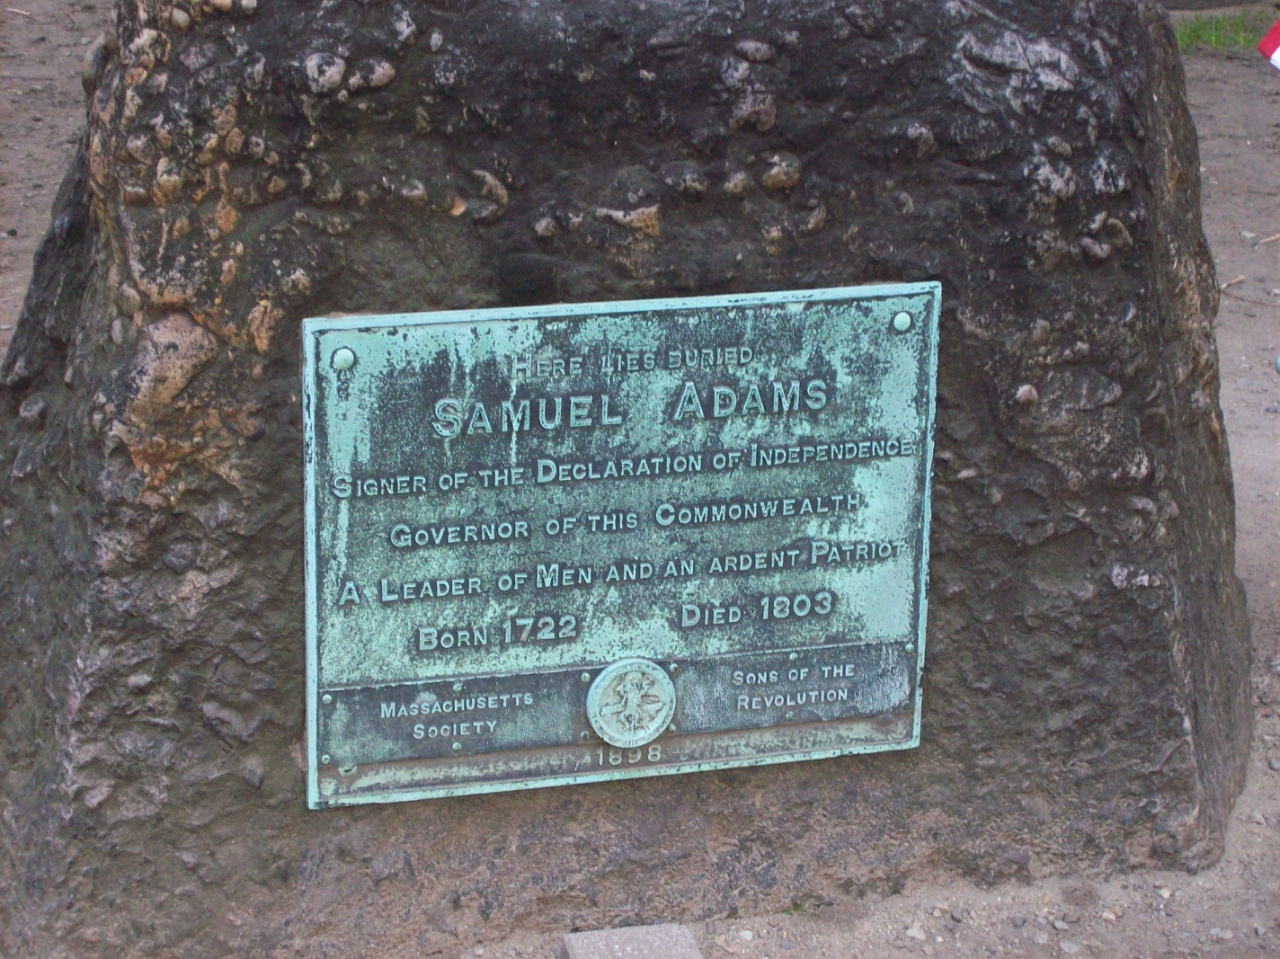 Here lies buried
Samuel Adams
Signer of the Declaration of Independence
Governor of this Commonwealth
A Leader of Men and an ardent Patriot
Born 1722 Died 1803
Massachusetts Society
Sons of the Revolution
1898